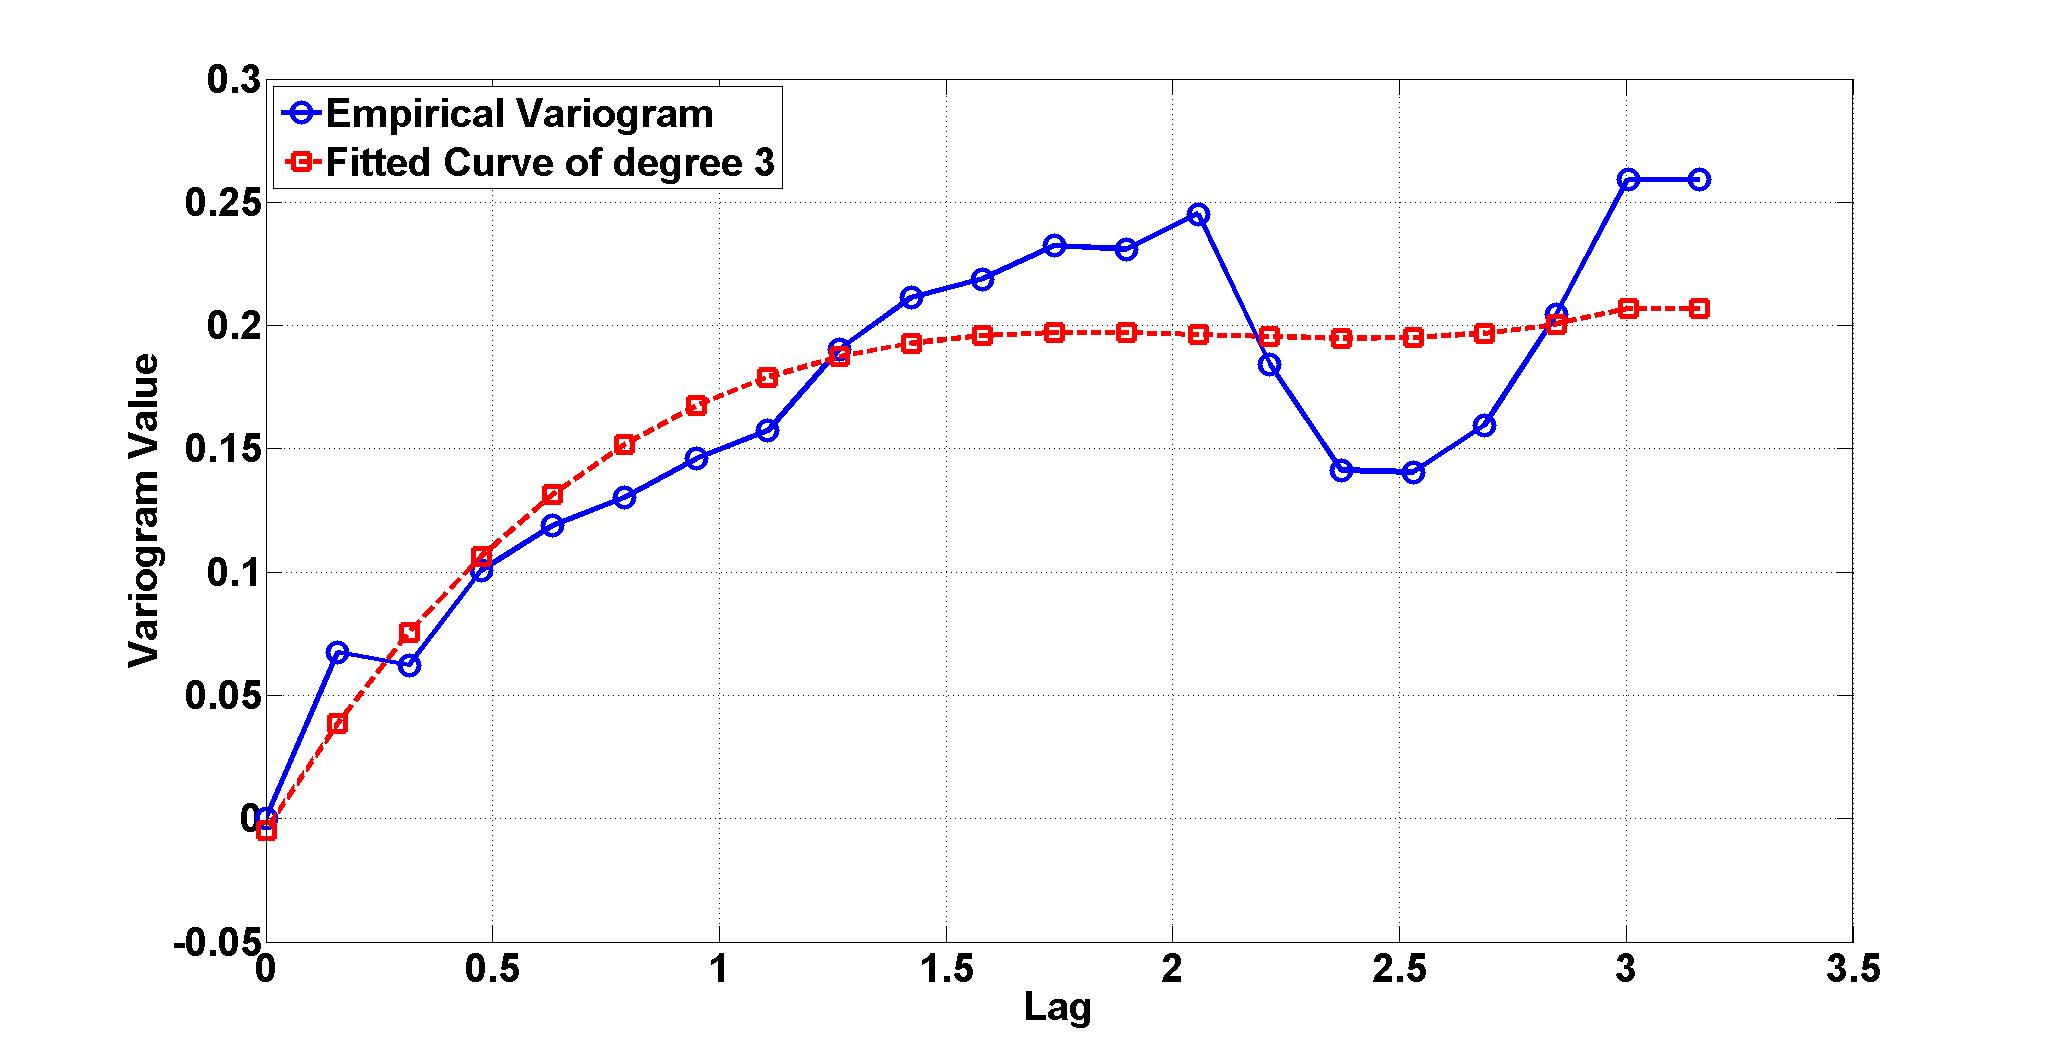 0.3
0.25
0.2
0.15
0.1
0.05
0
-0.05
Variogram Value
Empirical Variogram
Fitted Curve of degree 3
0 0.5 1 1.5 2 2.5 3 3.5
Lag